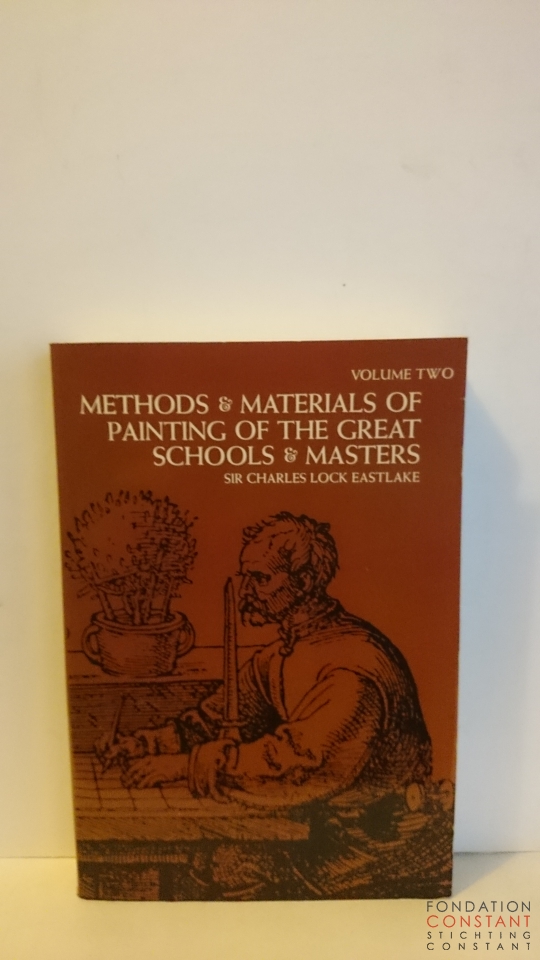 VOLUME TWO
METHODS & MATERIALS OF
PAINTING OF THE GREAT
SCHOOLS & MASTERS
SIR CHARLES LOCK EASTLAKE
FONDATION
CONSTANT
STICHTING
CONSTANT